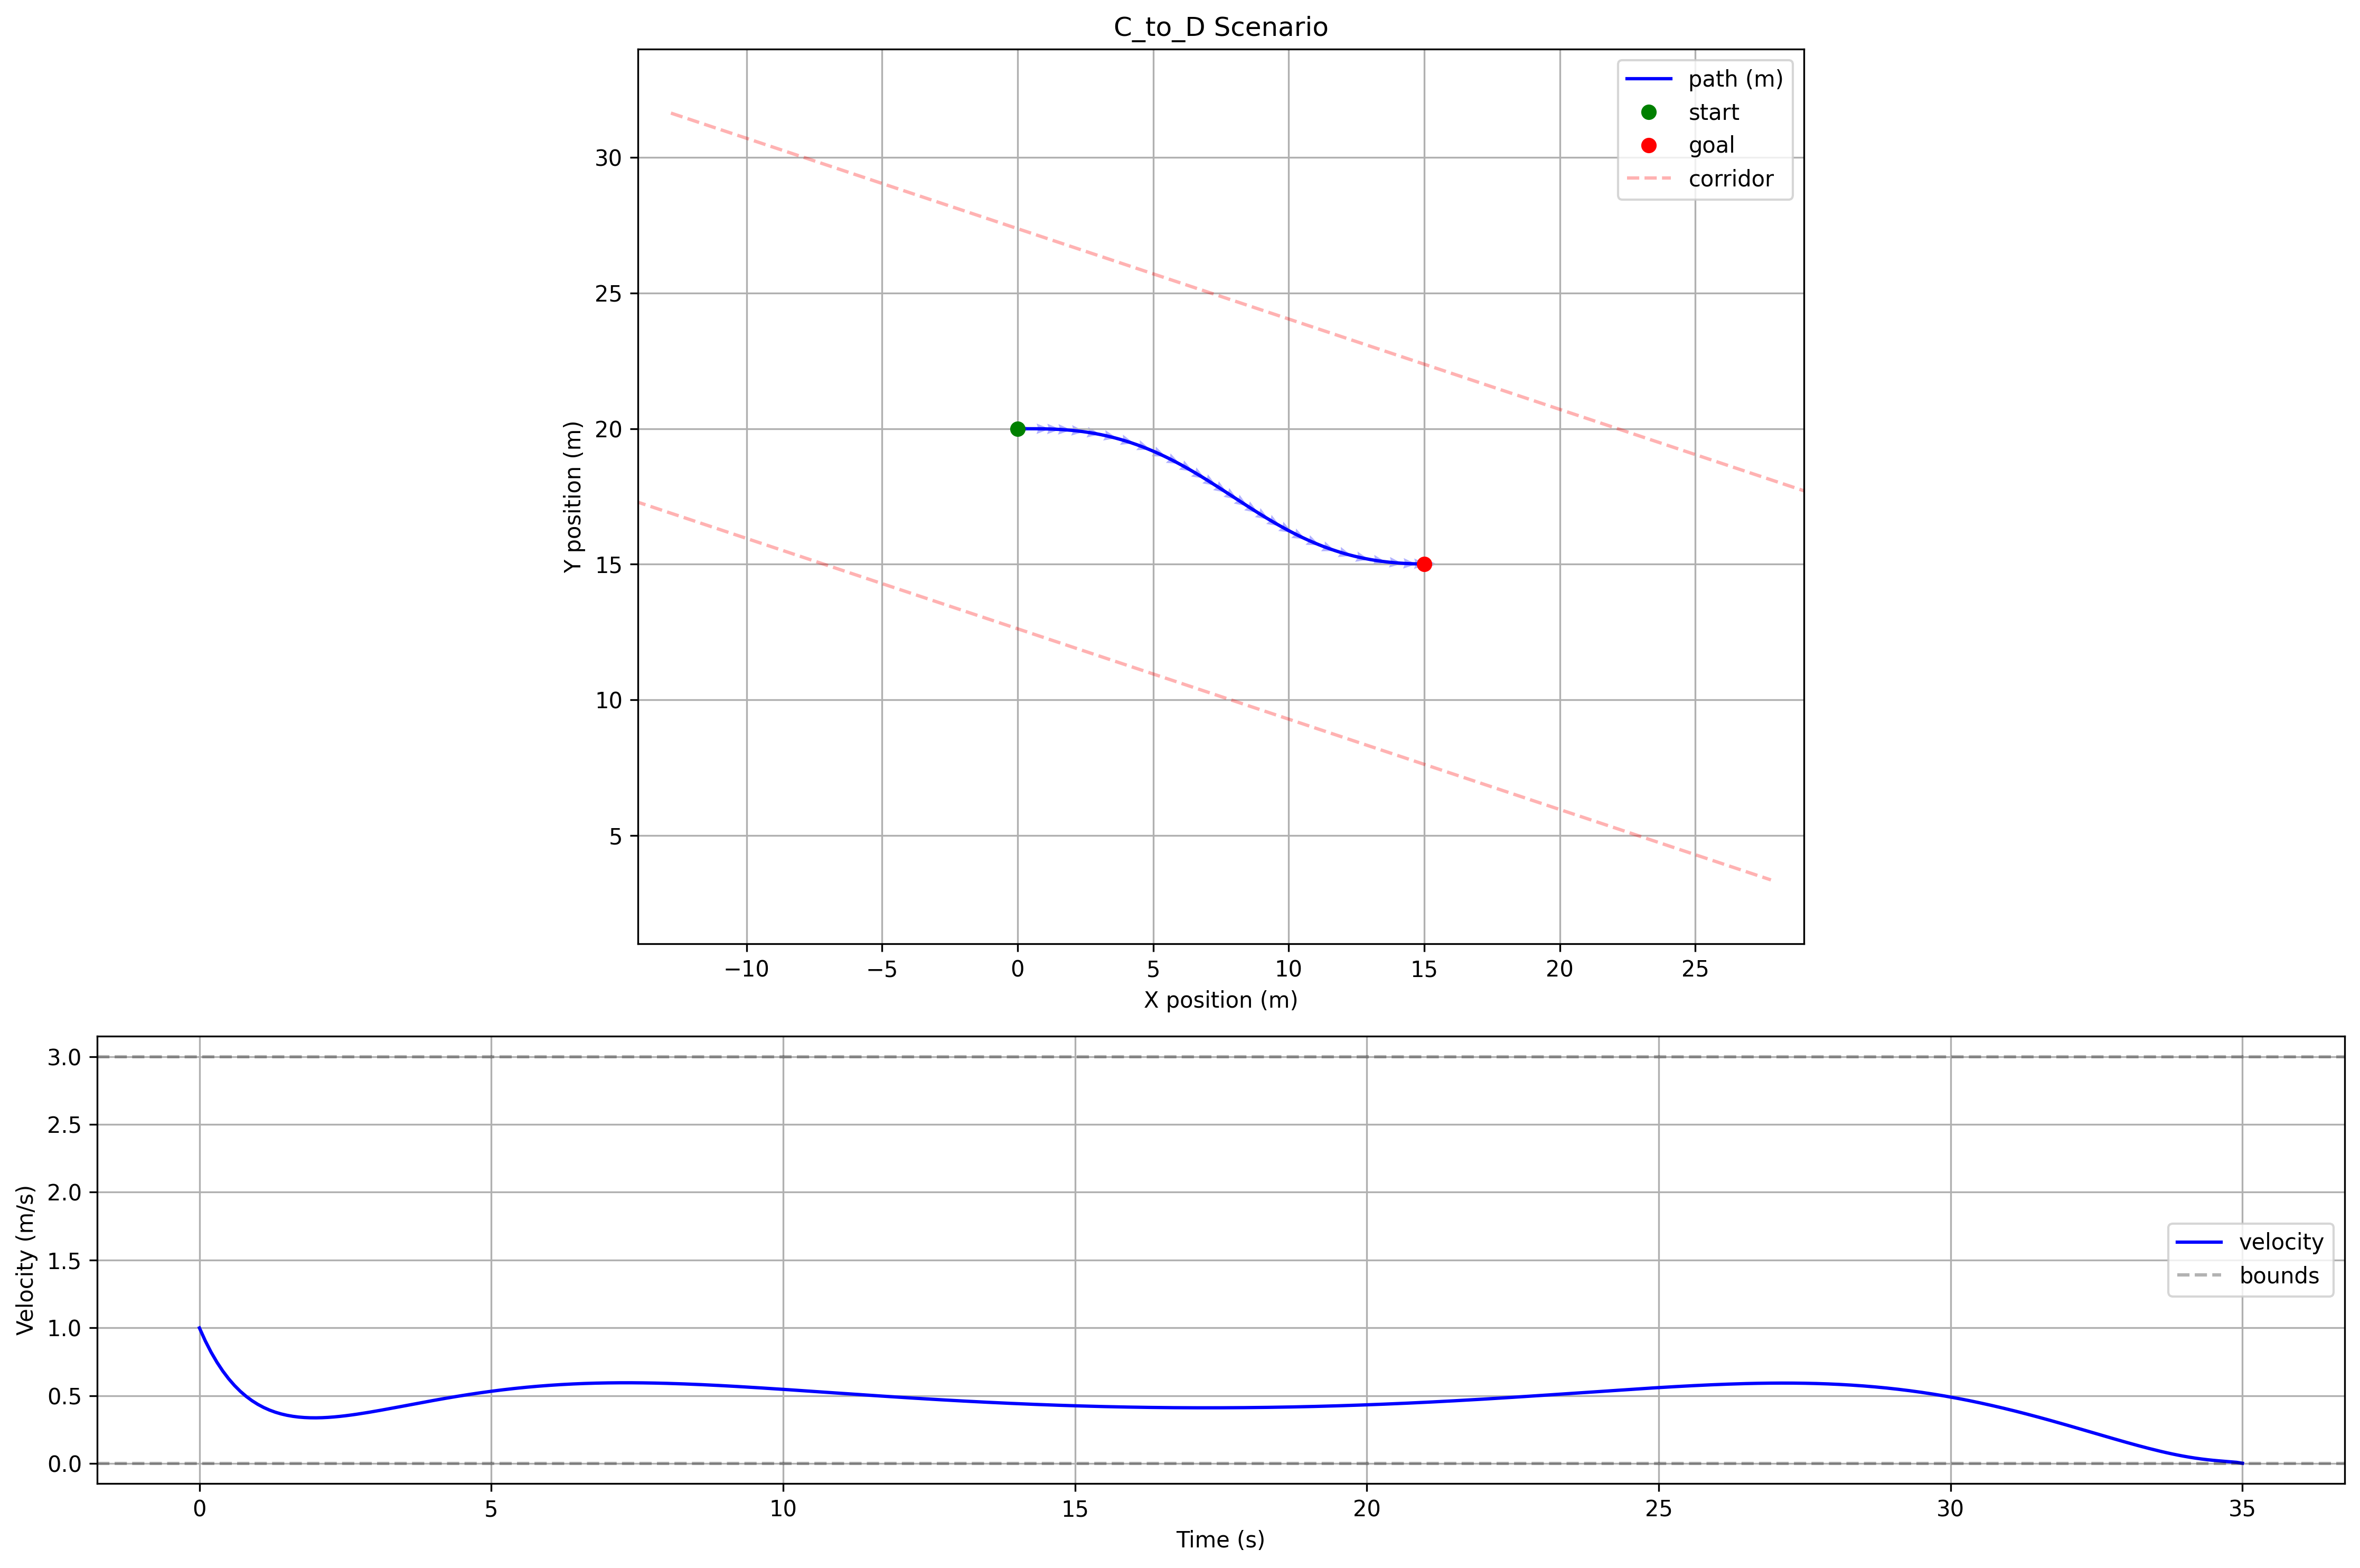 C_to_D Scenario
path (m)
start
goal
corridor
30
25
20
15
10
5
Y position (m)
−10
−5
0
5
10
15
20
25
X position (m)
3.0
2.5
2.0
1.5
1.0
0.5
0.0
Velocity (m/s)
velocity
bounds
0
5
10
15
20
25
30
35
Time (s)